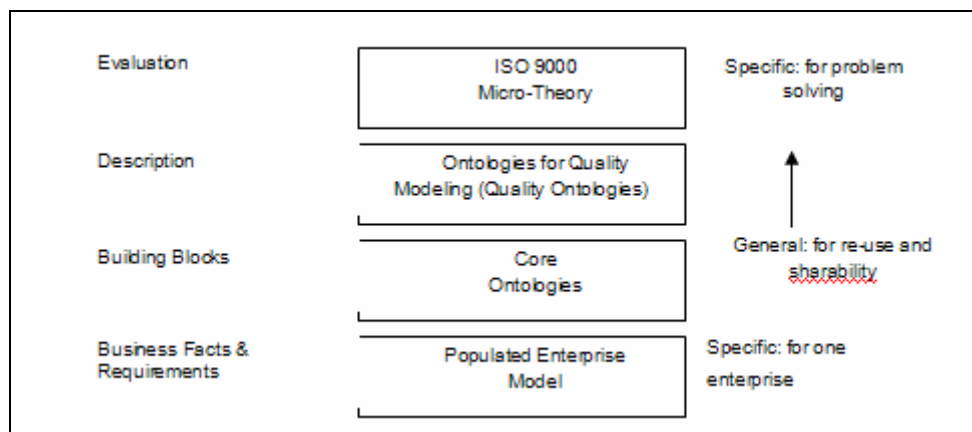 Evaluation
ISO 9000
Micro-Theory
Specific: for problem
solving
Description
Ontologies for Quality
Modeling (Quality Ontologies)
Building Blocks
Core
Ontologies
General: for re-use and
sharability
Business Facts &
Requirements
Populated Enterprise
Model
Specific: for one
enterprise